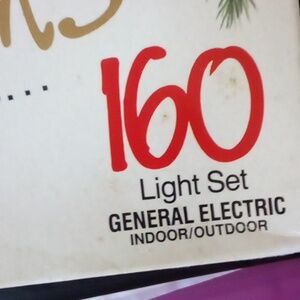 ...
160
Light Set
GENERAL ELECTRIC
INDOOR/OUTDOOR